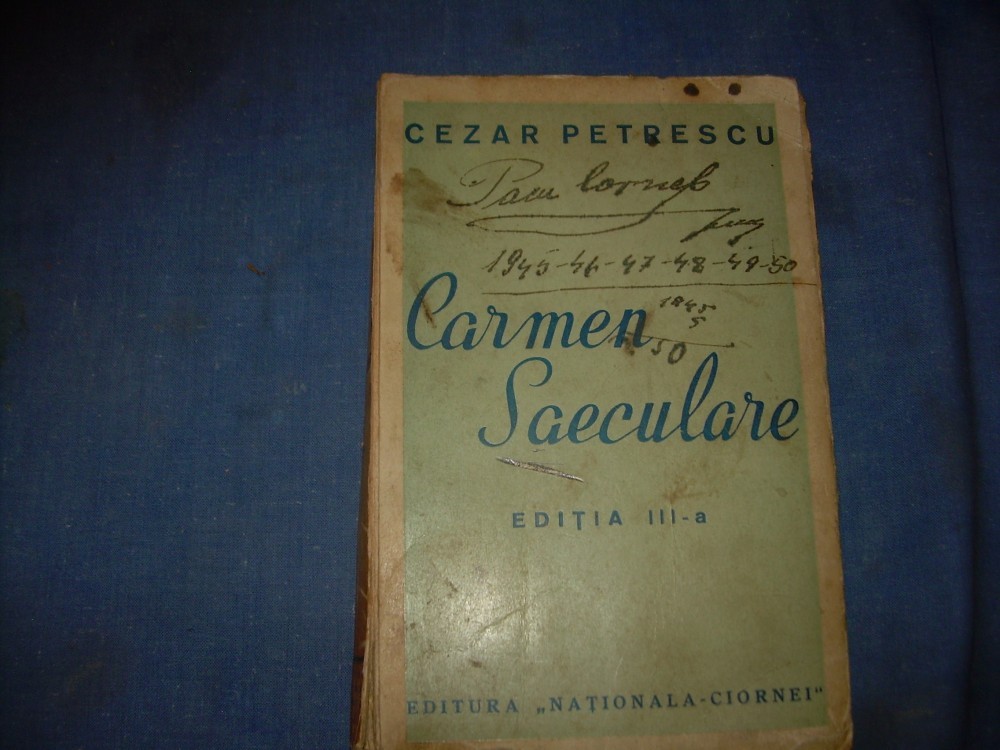 CEZAR PETRESCU
1945-46-47-48-49-50
Carmen
1945
5
50
Saeculare
EDIȚIA III-a
EDITURA „NAȚIONALA-CIORNEI"